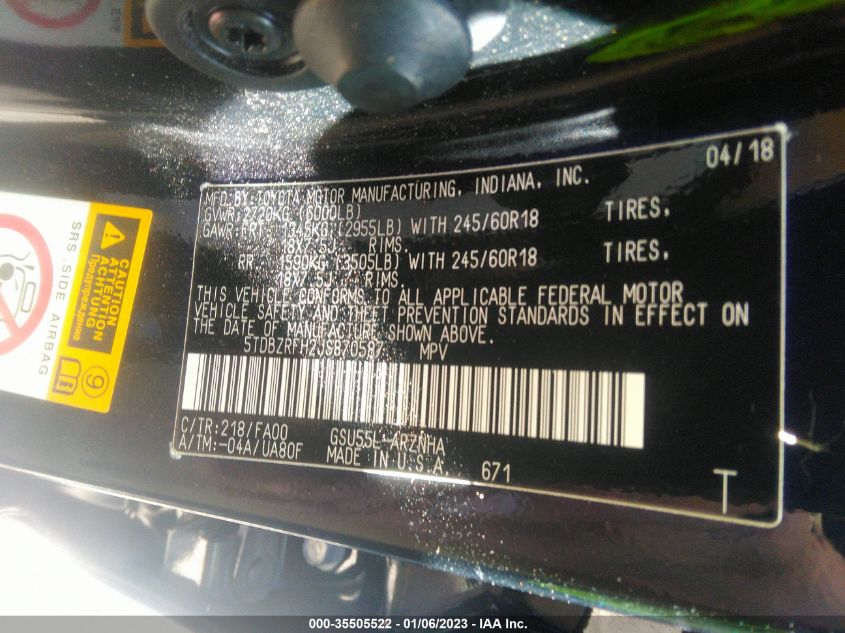 04/18
MFD.BY:TOYOTA MOTOR MANUFACTURING, INDIANA, INC.
GVWR:2720KG (6000LB)
GAWR:FRT: 1345KG(2955LB) WITH 245/60R18 TIRES,
18X7.5J RIMS.
RR: 1590KG(3505LB) WITH 245/60R18 TIRES,
18X7.5J RIMS.
THIS VEHICLE CONFORMS TO ALL APPLICABLE FEDERAL MOTOR
VEHICLE SAFETY AND THEFT PREVENTION STANDARDS IN EFFECT ON
THE DATE OF MANUFACTURE SHOWN ABOVE.
MPV
C/TR:218/FA00 GSU55L-ARZNHA
A/TM:-04A/UA80F MADE IN U.S.A. 671
T
SRS SIDE AIRBAG
CAUTION
ATTENTION
ACHTUNG
Предупреждение
9
000-35505522 - 01/06/2023 - IAA Inc.